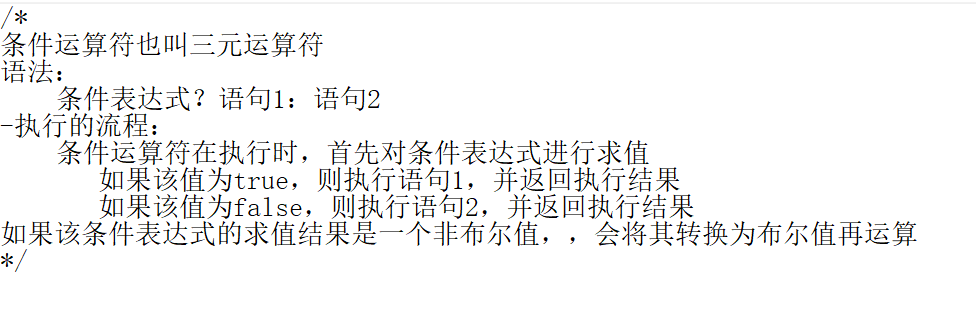 /*
条件运算符也叫三元运算符
语法：
条件表达式？语句1：语句2
-执行的流程：
条件运算符在执行时，首先对条件表达式进行求值
如果该值为true，则执行语句1，并返回执行结果
如果该值为false，则执行语句2，并返回执行结果
如果该条件表达式的求值结果是一个非布尔值，，会将其转换为布尔值再运算
*/